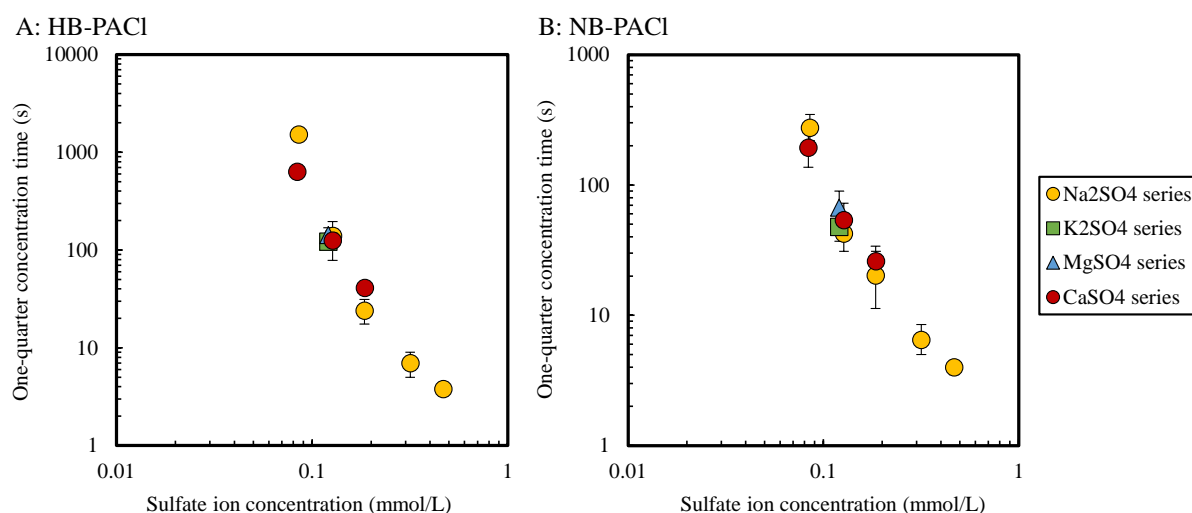 A: HB-PACl
One-quarter concentration time (s)
10000
1000
100
10
1
0.01
0.1
1
Sulfate ion concentration (mmol/L)
B: NB-PACl
One-quarter concentration time (s)
1000
100
10
1
0.01
0.1
1
Sulfate ion concentration (mmol/L)
Na2SO4 series
K2SO4 series
MgSO4 series
CaSO4 series